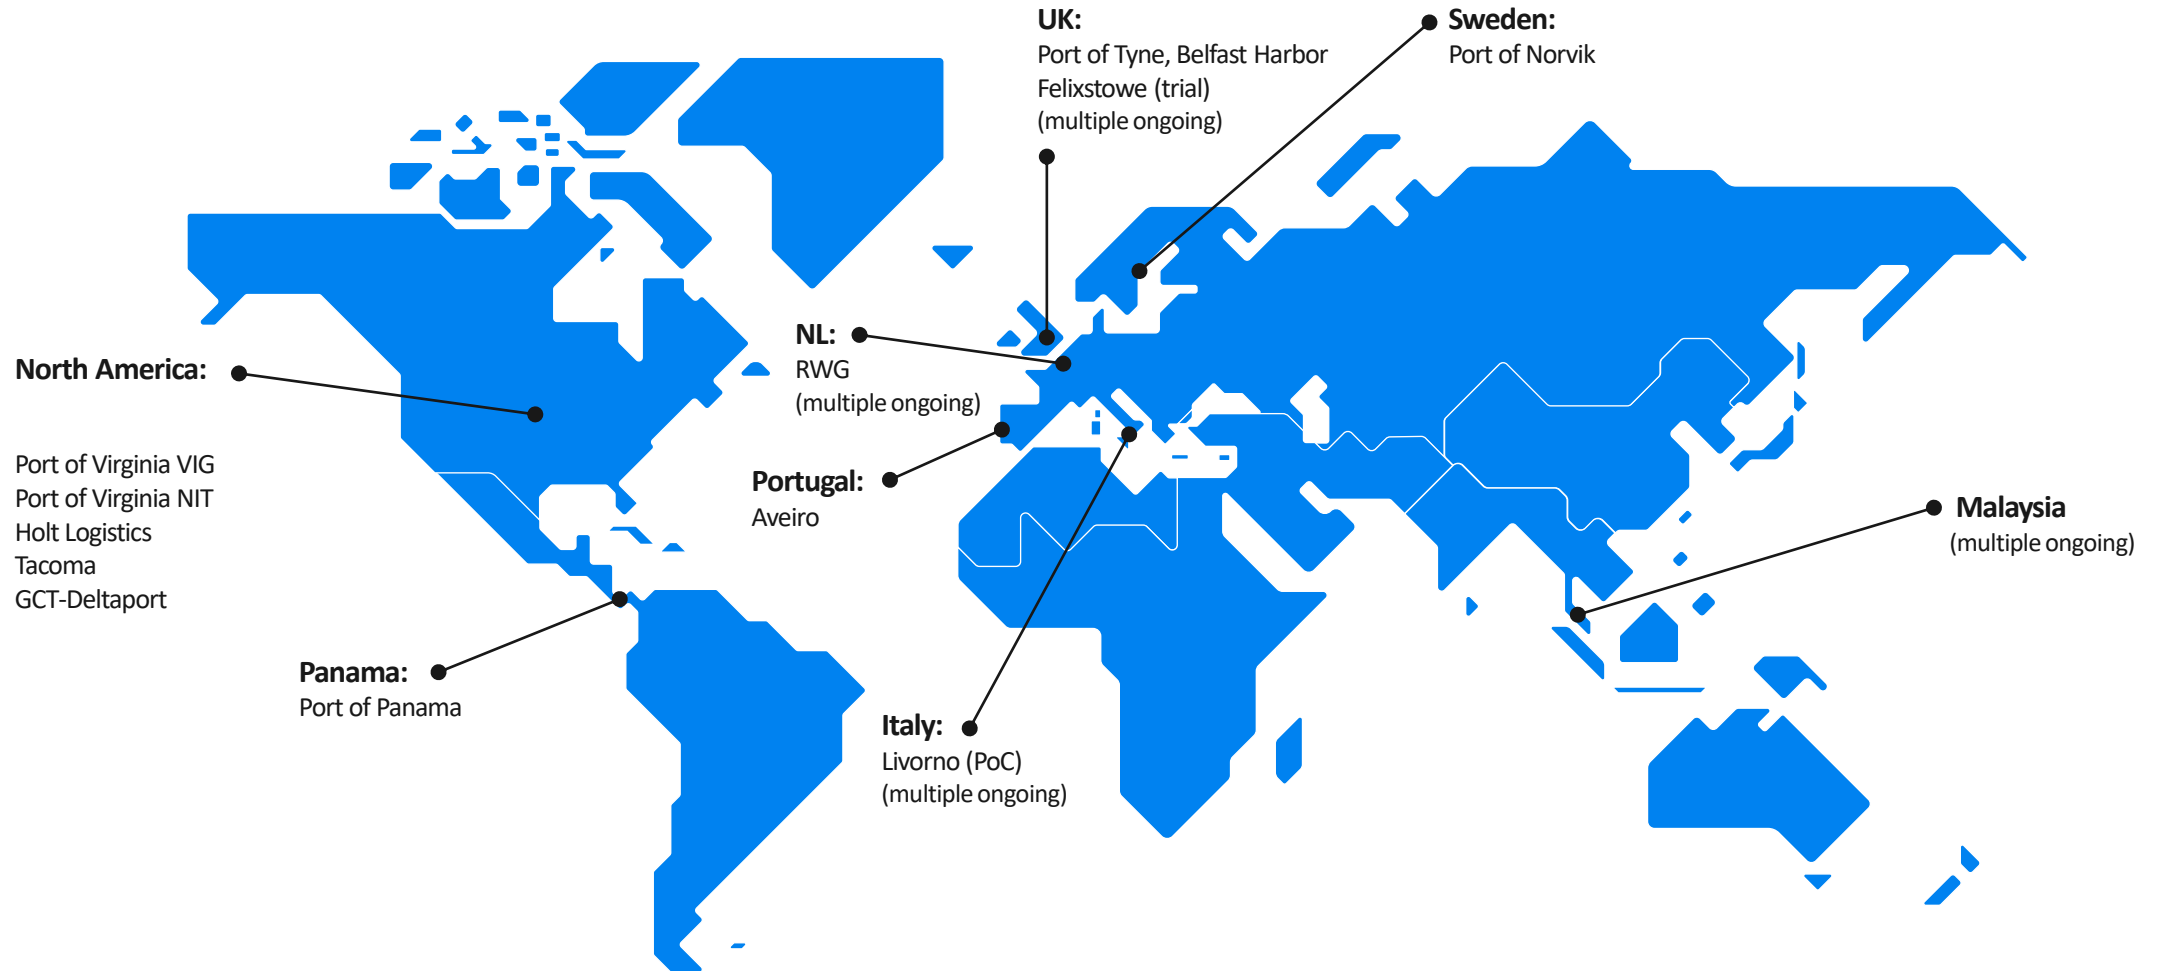 UK:
Port of Tyne, Belfast Harbor
Felixstowe (trial)
(multiple ongoing)
Sweden:
Port of Norvik
NL:
RWG
(multiple ongoing)
North America:
Port of Virginia VIG
Port of Virginia NIT
Holt Logistics
Tacoma
GCT-Deltaport
Portugal:
Aveiro
Malaysia
(multiple ongoing)
Panama:
Port of Panama
Italy:
Livorno (PoC)
(multiple ongoing)